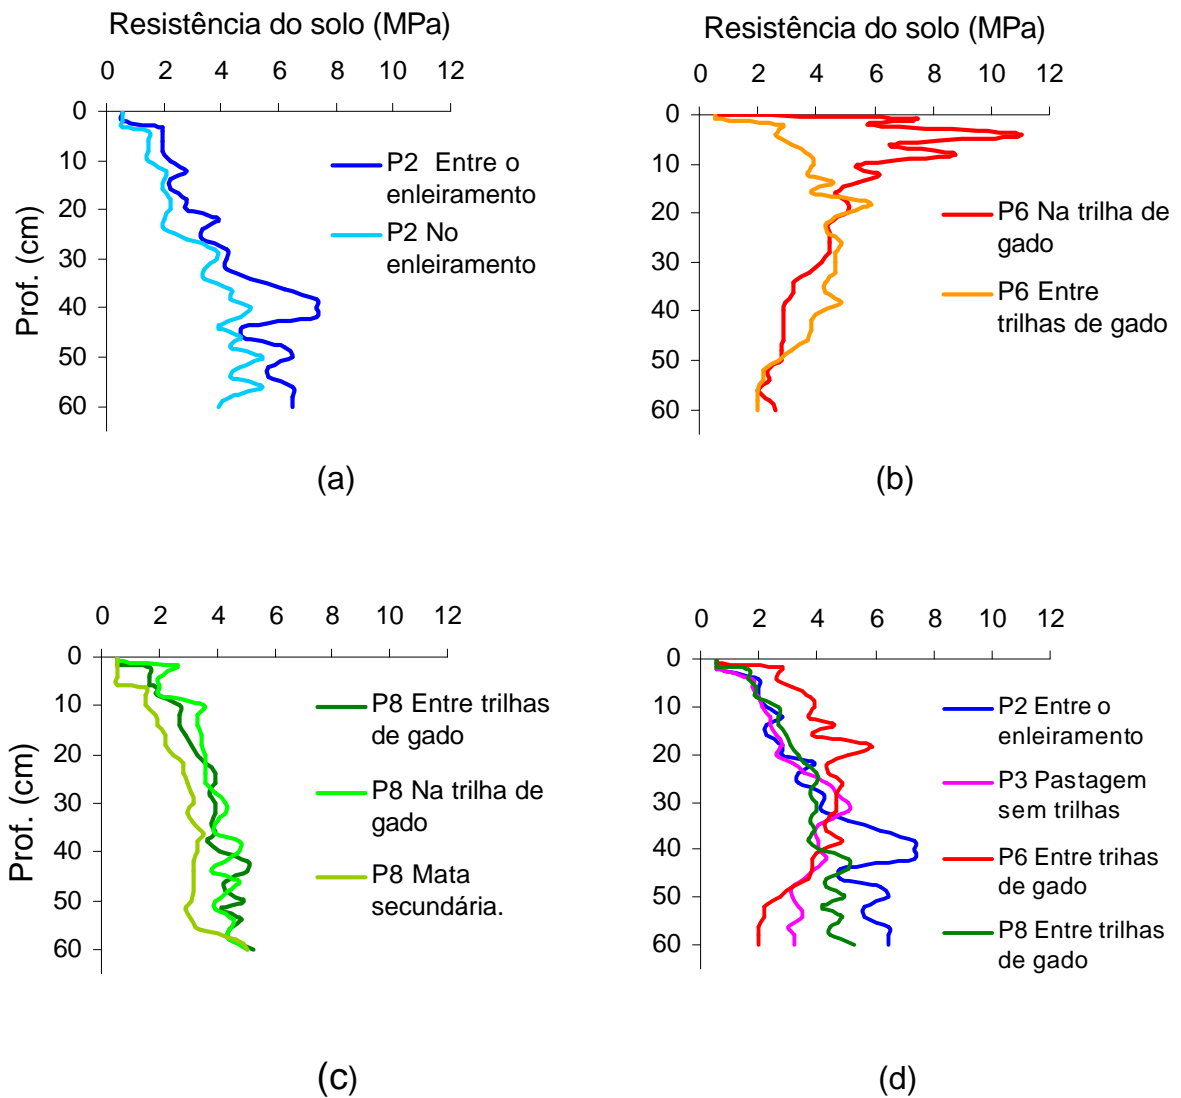 Resistência do solo (MPa)
0 2 4 6 8 10 12
0
10
20
30
40
50
60
Prof. (cm)
P2 Entre o
enleiramento
P2 No
enleiramento
(a)
Resistência do solo (MPa)
0 2 4 6 8 10 12
0
10
20
30
40
50
60
P6 Na trilha de
gado
P6 Entre
trilhas de gado
(b)
0 2 4 6 8 10 12
0
10
20
30
40
50
60
Prof. (cm)
P8 Entre trilhas
de gado
P8 Na trilha de
gado
P8 Mata
secundária.
(c)
0 2 4 6 8 10 12
0
10
20
30
40
50
60
P2 Entre o
enleiramento
P3 Pastagem
sem trilhas
P6 Entre trihas
de gado
P8 Entre trilhas
de gado
(d)